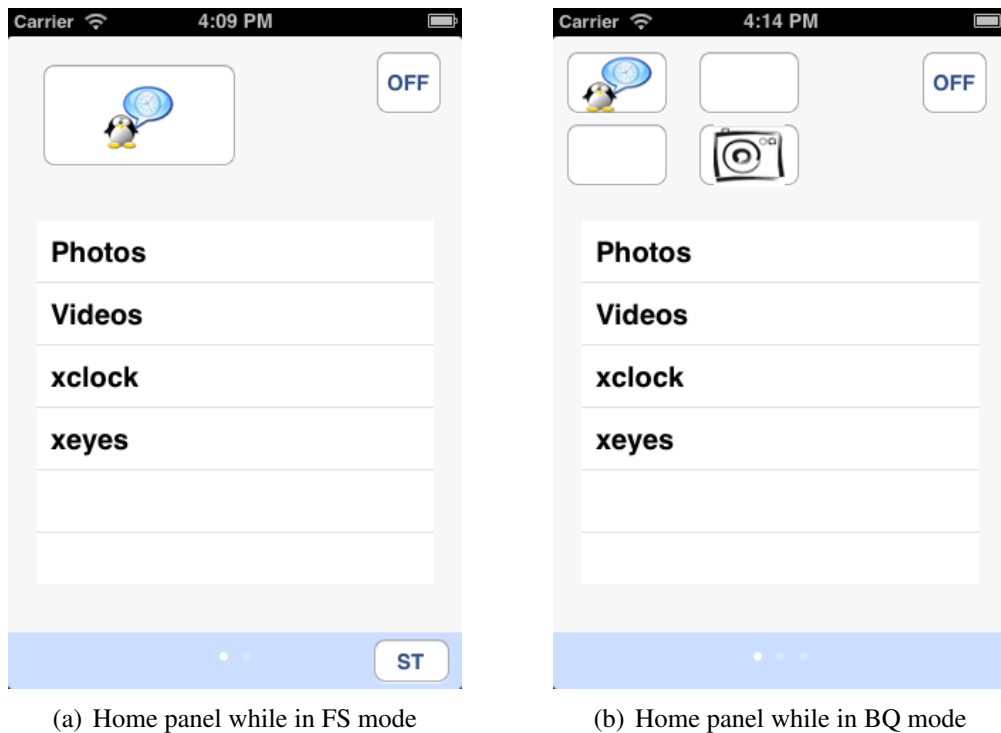 Carrier 4:09 PM
OFF
Photos
Videos
xclock
xeyes
ST
(a) Home panel while in FS mode
Carrier 4:14 PM
OFF
Photos
Videos
xclock
xeyes
(b) Home panel while in BQ mode